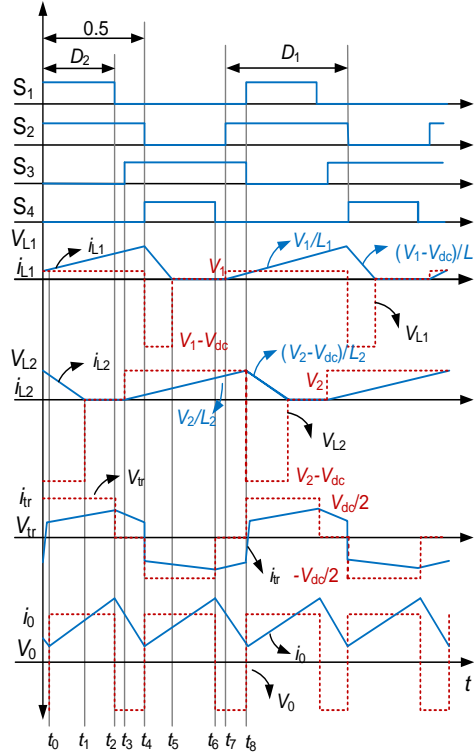 0.5
D2
D1
S1
S2
S3
S4
VL1
iL1
iL1
V1
V1/L1
(V1-Vdc)/L
V1-Vdc
VL1
VL2
iL2
iL2
(V2-Vdc)/L2
V2
V2/L2
VL2
V2-Vdc
itr
Vtr
Vtr
Vdc/2
itr
-Vdc/2
i0
V0
i0
t
V0
t0 t1 t2 t3 t4 t5 t6 t7 t8